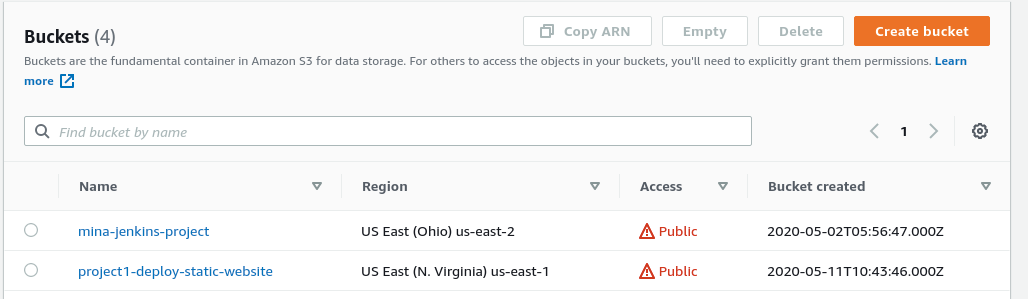 Buckets (4)
Copy ARN
Empty
Delete
Create bucket
Buckets are the fundamental container in Amazon S3 for data storage. For others to access the objects in your buckets, you'll need to explicitly grant them permissions. Learn
more
Find bucket by name
1
Name Region Access Bucket created
mina-jenkins-project US East (Ohio) us-east-2 Public 2020-05-02T05:56:47.000Z
project1-deploy-static-website US East (N. Virginia) us-east-1 Public 2020-05-11T10:43:46.000Z